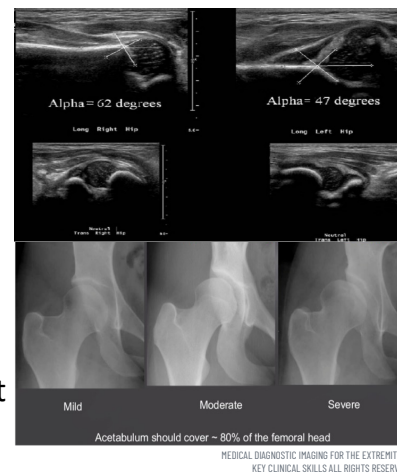 Alpha= 62 degrees
Alpha= 47 degrees
Long Right Hip
Long Left Hip
Neutral
Trans Right Hip
Neutral
Trans Left Hip
t
Mild
Moderate
Severe
Acetabulum should cover ~ 80% of the femoral head
MEDICAL DIAGNOSTIC IMAGING FOR THE EXTREMIT
KEY CLINICAL SKILLS ALL RIGHTS RESERV